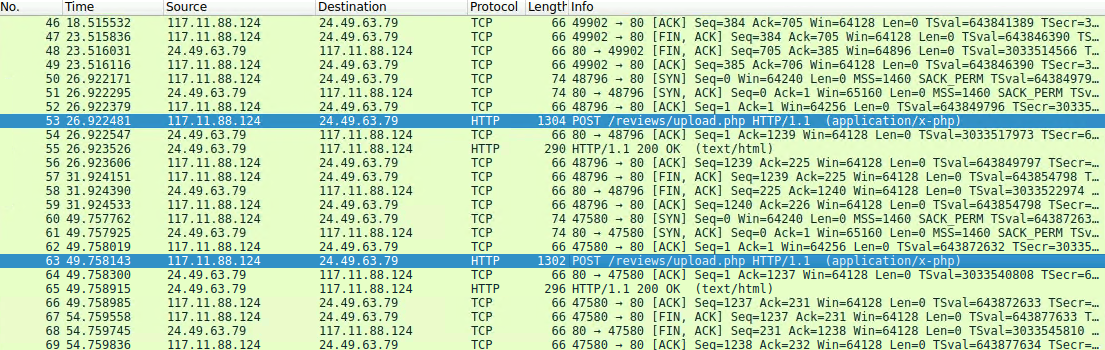 No. Time Source Destination Protocol Length Info
46 18.515532 117.11.88.124 24.49.63.79 TCP 66 49902 → 80 [ACK] Seq=384 Ack=705 Win=64128 Len=0 TSval=643841389 TSecr=3…
47 23.515836 117.11.88.124 24.49.63.79 TCP 66 49902 → 80 [FIN, ACK] Seq=384 Ack=705 Win=64128 Len=0 TSval=643846390 TS…
48 23.516031 24.49.63.79 117.11.88.124 TCP 66 80 → 49902 [FIN, ACK] Seq=705 Ack=385 Win=64896 Len=0 TSval=3033514566 T…
49 23.516116 117.11.88.124 24.49.63.79 TCP 66 49902 → 80 [ACK] Seq=385 Ack=706 Win=64128 Len=0 TSval=643846390 TSecr=3…
50 26.922171 117.11.88.124 24.49.63.79 TCP 74 48796 → 80 [SYN] Seq=0 Win=64240 Len=0 MSS=1460 SACK_PERM TSval=64384979…
51 26.922295 24.49.63.79 117.11.88.124 TCP 74 80 → 48796 [SYN, ACK] Seq=0 Ack=1 Win=65160 Len=0 MSS=1460 SACK_PERM TSv…
52 26.922379 117.11.88.124 24.49.63.79 TCP 66 48796 → 80 [ACK] Seq=1 Ack=1 Win=64256 Len=0 TSval=643849796 TSecr=30335…
53 26.922481 117.11.88.124 24.49.63.79 HTTP 1304 POST /reviews/upload.php HTTP/1.1 (application/x-php)
54 26.922547 24.49.63.79 117.11.88.124 TCP 66 80 → 48796 [ACK] Seq=1 Ack=1239 Win=64128 Len=0 TSval=3033517973 TSecr=6…
55 26.923526 24.49.63.79 117.11.88.124 HTTP 290 HTTP/1.1 200 OK (text/html)
56 26.923606 117.11.88.124 24.49.63.79 TCP 66 48796 → 80 [ACK] Seq=1239 Ack=225 Win=64128 Len=0 TSval=643849797 TSecr=…
57 31.924151 117.11.88.124 24.49.63.79 TCP 66 48796 → 80 [FIN, ACK] Seq=1239 Ack=225 Win=64128 Len=0 TSval=643854798 T…
58 31.924390 24.49.63.79 117.11.88.124 TCP 66 80 → 48796 [FIN, ACK] Seq=225 Ack=1240 Win=64128 Len=0 TSval=3033522974 …
59 31.924533 117.11.88.124 24.49.63.79 TCP 66 48796 → 80 [ACK] Seq=1240 Ack=226 Win=64128 Len=0 TSval=643854798 TSecr=…
60 49.757762 117.11.88.124 24.49.63.79 TCP 74 47580 → 80 [SYN] Seq=0 Win=64240 Len=0 MSS=1460 SACK_PERM TSval=64387263…
61 49.757925 24.49.63.79 117.11.88.124 TCP 74 80 → 47580 [SYN, ACK] Seq=0 Ack=1 Win=65160 Len=0 MSS=1460 SACK_PERM TSv…
62 49.758019 117.11.88.124 24.49.63.79 TCP 66 47580 → 80 [ACK] Seq=1 Ack=1 Win=64256 Len=0 TSval=643872632 TSecr=30335…
63 49.758143 117.11.88.124 24.49.63.79 HTTP 1302 POST /reviews/upload.php HTTP/1.1 (application/x-php)
64 49.758300 24.49.63.79 117.11.88.124 TCP 66 80 → 47580 [ACK] Seq=1 Ack=1237 Win=64128 Len=0 TSval=3033540808 TSecr=6…
65 49.758915 24.49.63.79 117.11.88.124 HTTP 296 HTTP/1.1 200 OK (text/html)
66 49.758985 117.11.88.124 24.49.63.79 TCP 66 47580 → 80 [ACK] Seq=1237 Ack=231 Win=64128 Len=0 TSval=643872633 TSecr=…
67 54.759558 117.11.88.124 24.49.63.79 TCP 66 47580 → 80 [FIN, ACK] Seq=1237 Ack=231 Win=64128 Len=0 TSval=643877633 T…
68 54.759745 24.49.63.79 117.11.88.124 TCP 66 80 → 47580 [FIN, ACK] Seq=231 Ack=1238 Win=64128 Len=0 TSval=3033545810 …
69 54.759836 117.11.88.124 24.49.63.79 TCP 66 47580 → 80 [ACK] Seq=1238 Ack=232 Win=64128 Len=0 TSval=643877634 TSecr=…